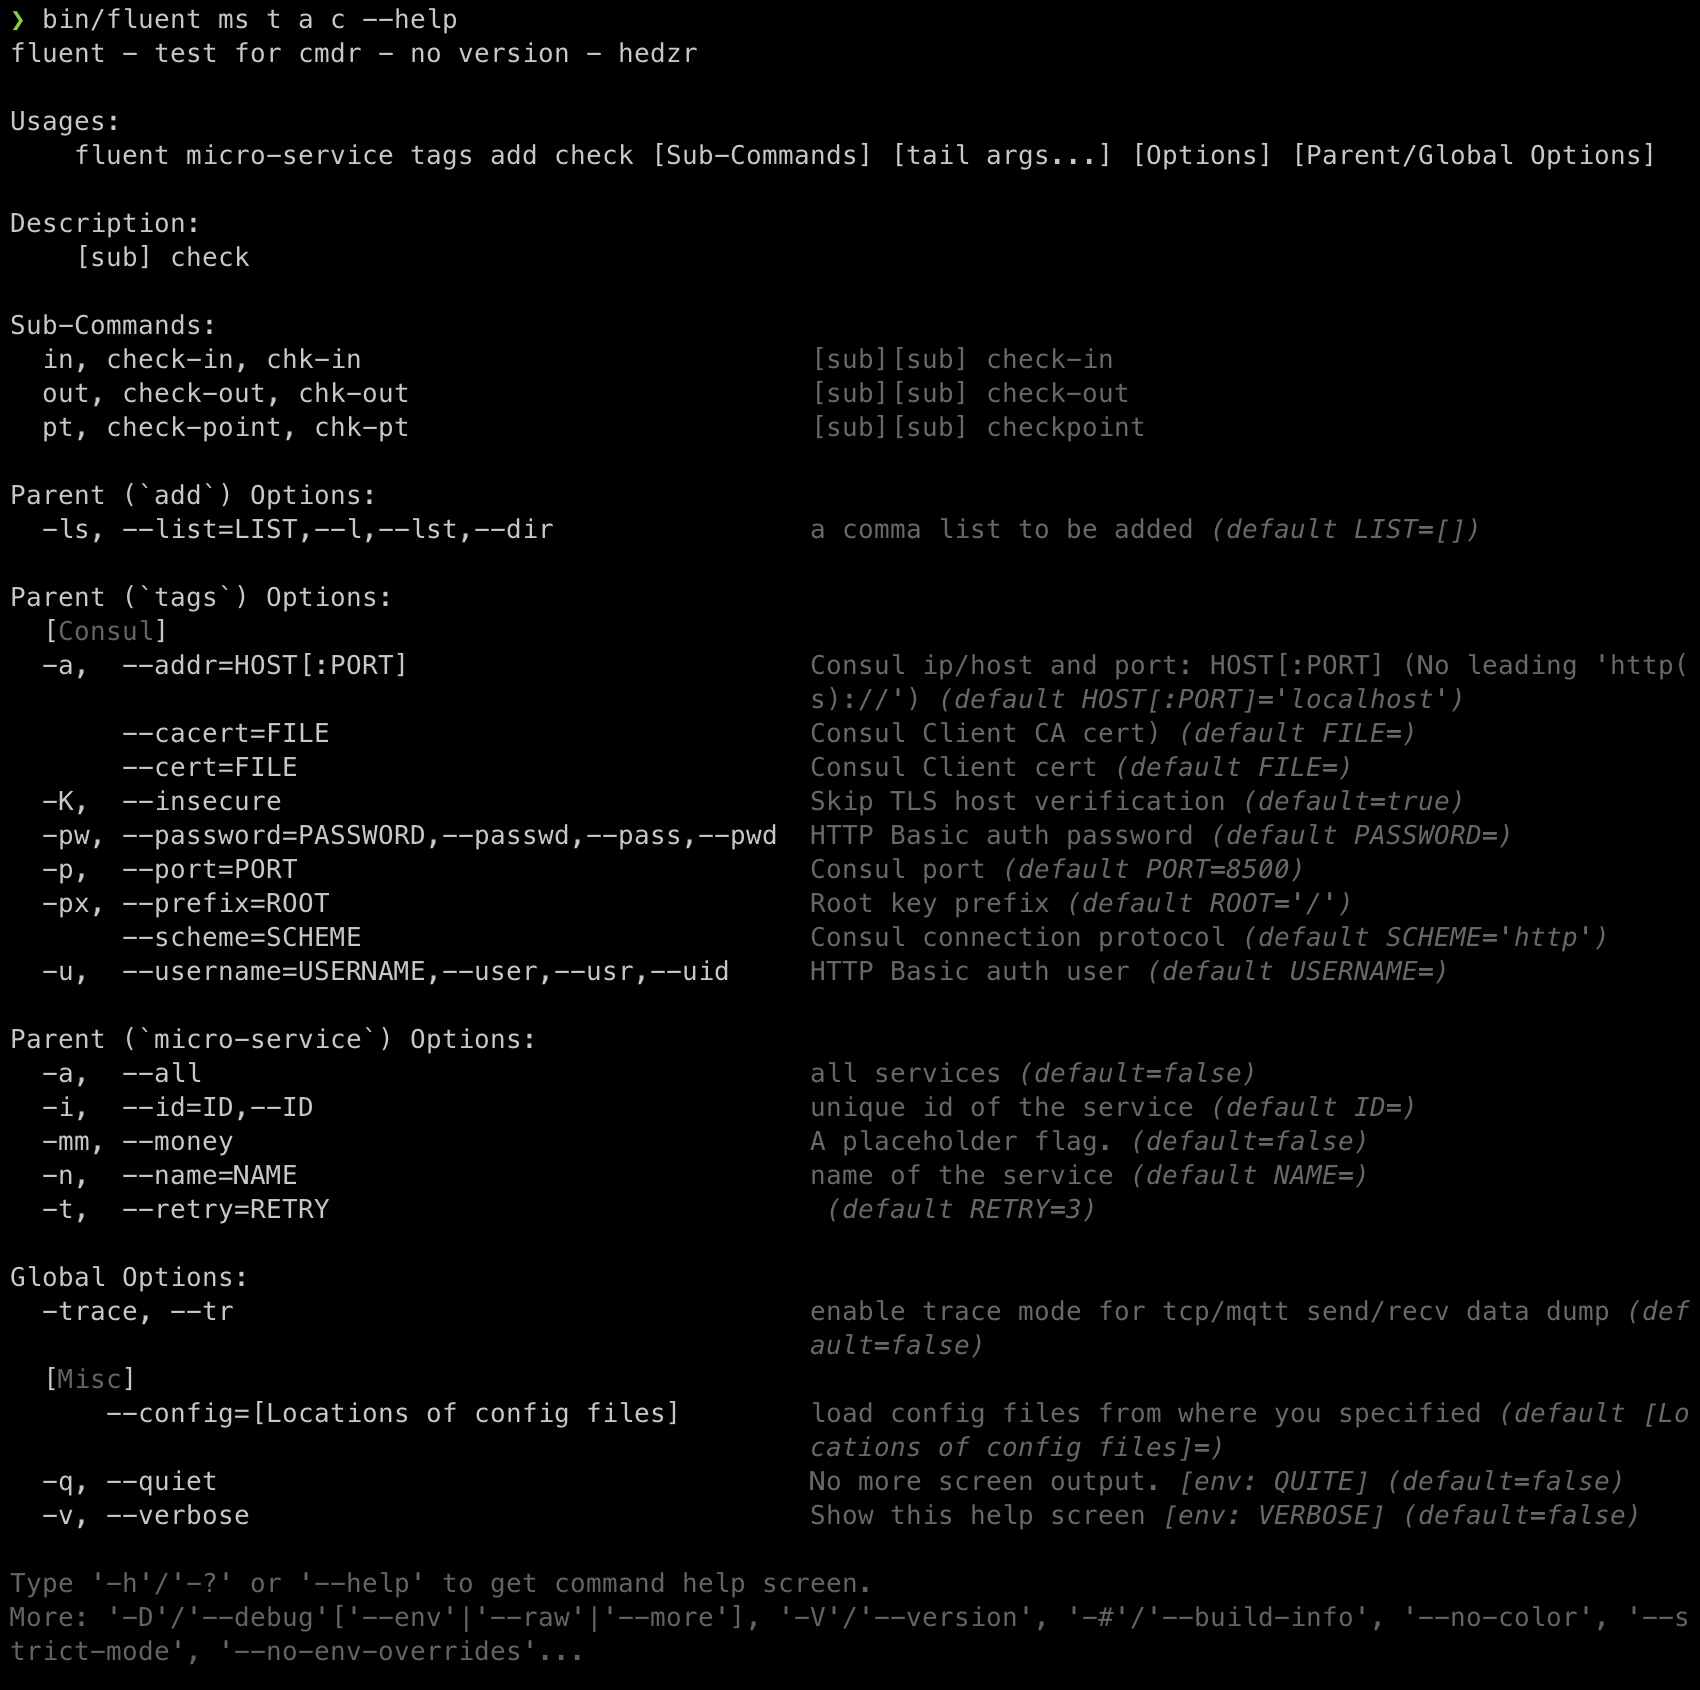 ❯ bin/fluent ms t a c --help
fluent - test for cmdr - no version - hedzr
Usages:
fluent micro-service tags add check [Sub-Commands] [tail args...] [Options] [Parent/Global Options]
Description:
[sub] check
Sub-Commands:
in, check-in, chk-in [sub][sub] check-in
out, check-out, chk-out [sub][sub] check-out
pt, check-point, chk-pt [sub][sub] checkpoint
Parent (`add`) Options:
-ls, --list=LIST,--l,--lst,--dir a comma list to be added (default LIST=[])
Parent (`tags`) Options:
[Consul]
-a, --addr=HOST[:PORT] Consul ip/host and port: HOST[:PORT] (No leading 'http(
s)://') (default HOST[:PORT]='localhost')
--cacert=FILE Consul Client CA cert) (default FILE=)
--cert=FILE Consul Client cert (default FILE=)
-K, --insecure Skip TLS host verification (default=true)
-pw, --password=PASSWORD,--passwd,--pass,--pwd HTTP Basic auth password (default PASSWORD=)
-p, --port=PORT Consul port (default PORT=8500)
-px, --prefix=ROOT Root key prefix (default ROOT='/')
--scheme=SCHEME Consul connection protocol (default SCHEME='http')
-u, --username=USERNAME,--user,--usr,--uid HTTP Basic auth user (default USERNAME=)
Parent (`micro-service`) Options:
-a, --all all services (default=false)
-i, --id=ID,--ID unique id of the service (default ID=)
-mm, --money A placeholder flag. (default=false)
-n, --name=NAME name of the service (default NAME=)
-t, --retry=RETRY (default RETRY=3)
Global Options:
-trace, --tr enable trace mode for tcp/mqtt send/recv data dump (def
ault=false)
[Misc]
--config=[Locations of config files] load config files from where you specified (default [Lo
cations of config files]=)
-q, --quiet No more screen output. [env: QUITE] (default=false)
-v, --verbose Show this help screen [env: VERBOSE] (default=false)
Type '-h'/'-?' or '--help' to get command help screen.
More: '-D'/'--debug'['--env'|'--raw'|'--more'], '-V'/'--version', '-#'/'--build-info', '--no-color', '--s
trict-mode', '--no-env-overrides'...